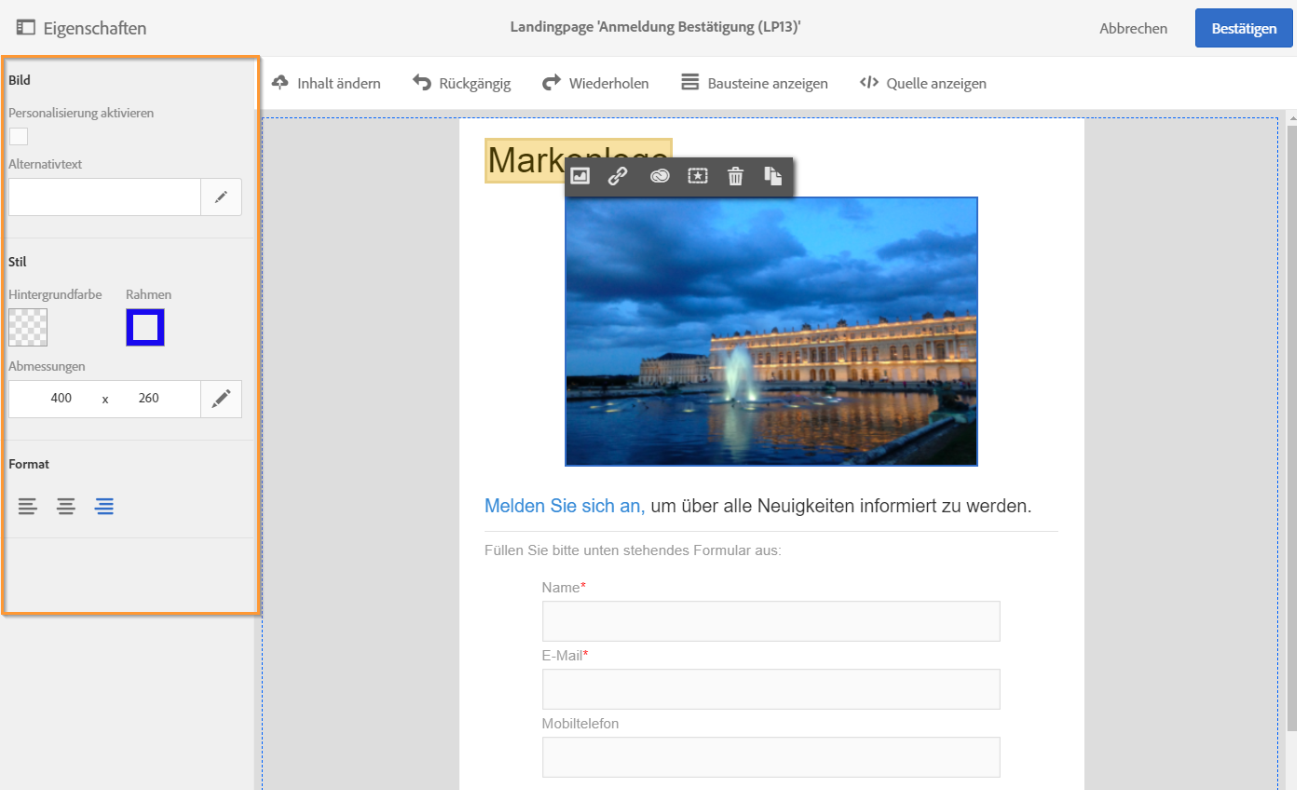 Eigenschaften
Landingpage 'Anmeldung Bestätigung (LP13)'
Abbrechen
Bestätigen
Bild
Personalisierung aktivieren
Alternativtext
Stil
Hintergrundfarbe Rahmen
Abmessungen
400 x 260
Format
Inhalt ändern Rückgängig Wiederholen Bausteine anzeigen Quelle anzeigen
Melden Sie sich an, um über alle Neuigkeiten informiert zu werden.
Füllen Sie bitte unten stehendes Formular aus:
Name*
E-Mail*
Mobiltelefon